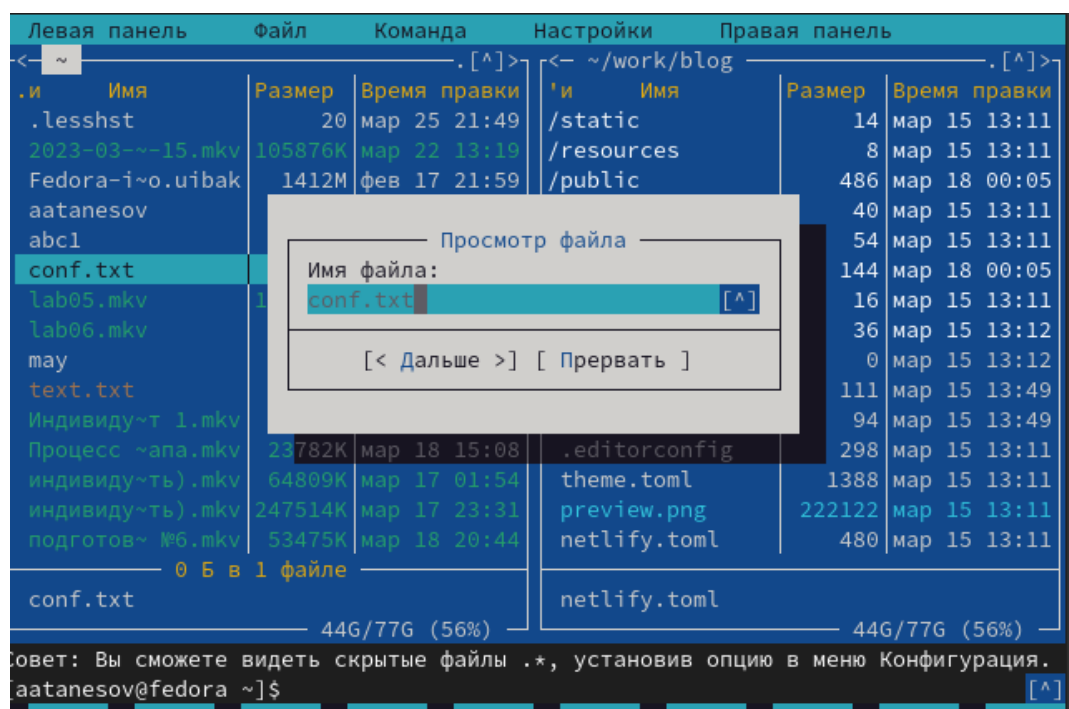 Левая панель Файл Команда Настройки Правая панель
<─ ~ .[^]>
<─ ~/work/blog .[^]>
.и Имя Размер Время правки
'и Имя Размер Время правки
.lesshst 20 мар 25 21:49 /static 14 мар 15 13:11
2023-03-~-15.mkv 105876K мар 22 13:19 /resources 8 мар 15 13:11
Fedora-i~o.uibak 1412M фев 17 21:59 /public 486 мар 18 00:05
aatanesov 40 мар 15 13:11
abc1 Просмотр файла 54 мар 15 13:11
conf.txt Имя файла: 144 мар 18 00:05
lab05.mkv 1 conf.txt [^] 16 мар 15 13:11
lab06.mkv 36 мар 15 13:12
may [< Дальше >] [ Прервать ] 0 мар 15 13:12
text.txt 111 мар 15 13:49
Индивиду~т 1.mkv 94 мар 15 13:49
Процесс ~апа.mkv 23782K мар 18 15:08 .editorconfig 298 мар 15 13:11
индивиду~ть).mkv 64809K мар 17 01:54 theme.toml 1388 мар 15 13:11
индивиду~ть).mkv 247514K мар 17 23:31 preview.png 222122 мар 15 13:11
подготов~ №6.mkv 53475K мар 18 20:44 netlify.toml 480 мар 15 13:11
0 Б в 1 файле
conf.txt netlify.toml
44G/77G (56%) 44G/77G (56%)
Совет: Вы сможете видеть скрытые файлы .*, установив опцию в меню Конфигурация.
[aatanesov@fedora ~]$ [^]